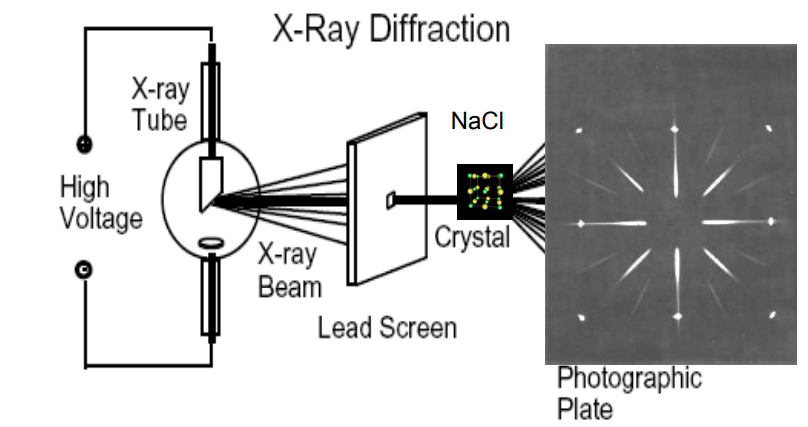 X-Ray Diffraction
X-ray
Tube
High
Voltage
X-ray
Beam
Lead Screen
NaCl
Crystal
Photographic
Plate